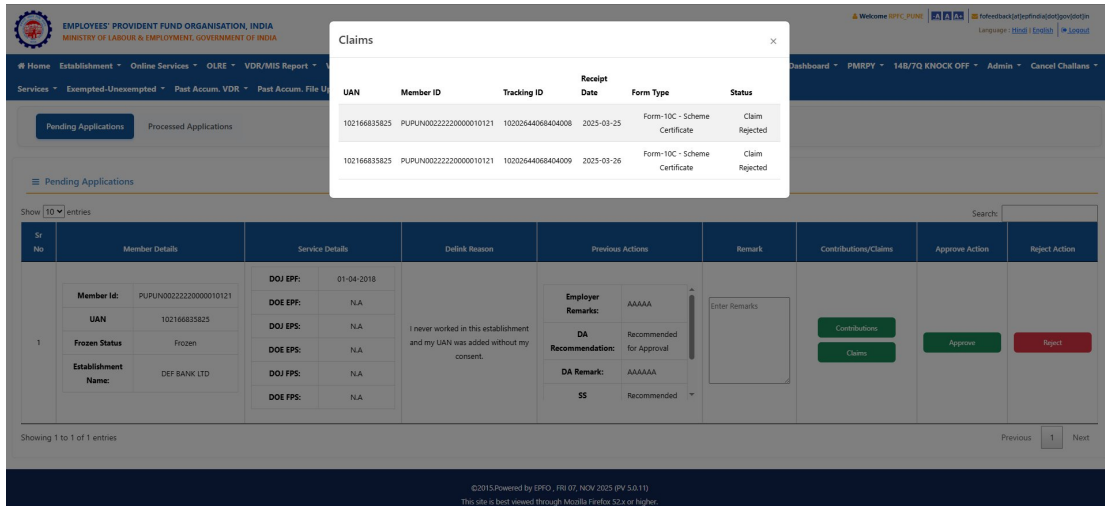 EMPLOYEES' PROVIDENT FUND ORGANISATION, INDIA
MINISTRY OF LABOUR & EMPLOYMENT, GOVERNMENT OF INDIA
Welcome RPFC_PUNE -A A A+ fofeedback[at]epfindia[dot]gov[dot]in
Language : Hindi | English Logout
Home Establishment Online Services OLRE VDR/MIS Report Dashboard PMRPY 14B/7Q KNOCK OFF Admin Cancel Challans
Services Exempted-Unexempted Past Accum. VDR Past Accum. File
Claims ×
UAN Member ID Tracking ID Receipt Date Form Type Status
102166835825 PUPUN00222220000010121 10202644068404008 2025-03-25 Form-10C - Scheme Certificate Claim Rejected
102166835825 PUPUN00222220000010121 10202644068404009 2025-03-26 Form-10C - Scheme Certificate Claim Rejected
Pending Applications Processed Applications
Pending Applications
Show 10 entries
Search:
Sr No Member Details Service Details Delink Reason Previous Actions Remark Contributions/Claims Approve Action Reject Action
1
Member Id: PUPUN00222220000010121
UAN 102166835825
Frozen Status Frozen
Establishment Name: DEF BANK LTD
DOJ EPF: 01-04-2018
DOE EPF: N.A
DOJ EPS: N.A
DOE EPS: N.A
DOJ FPS: N.A
DOE FPS: N.A
I never worked in this establishment
and my UAN was added without my
consent.
Employer Remarks: AAAAA
DA Recommendation: Recommended for Approval
DA Remark: AAAAAA
SS Recommended
Enter Remarks
Contributions
Claims
Approve
Reject
Showing 1 to 1 of 1 entries
Previous 1 Next
©2015.Powered by EPFO , FRI 07, NOV 2025 (PV 5.0.11)
This site is best viewed through Mozilla Firefox 52.x or higher.